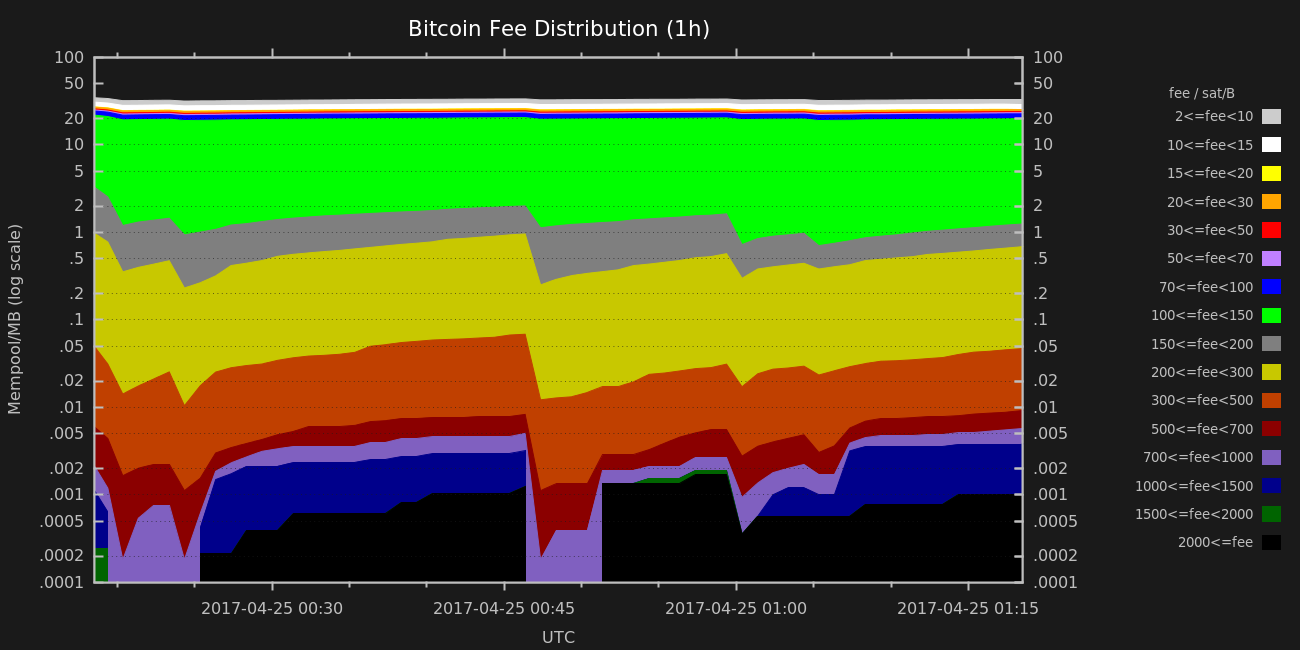 Bitcoin Fee Distribution (1h)
100 100
50 50
20 20
10 10
5 5
2 2
1 1
.5 .5
.2 .2
.1 .1
.05 .05
.02 .02
.01 .01
.005 .005
.002 .002
.001 .001
.0005 .0005
.0002 .0002
.0001 .0001
Mempool/MB (log scale)
2017-04-25 00:30 2017-04-25 00:45 2017-04-25 01:00 2017-04-25 01:15
UTC
fee / sat/B
2<=fee<10
10<=fee<15
15<=fee<20
20<=fee<30
30<=fee<50
50<=fee<70
70<=fee<100
100<=fee<150
150<=fee<200
200<=fee<300
300<=fee<500
500<=fee<700
700<=fee<1000
1000<=fee<1500
1500<=fee<2000
2000<=fee